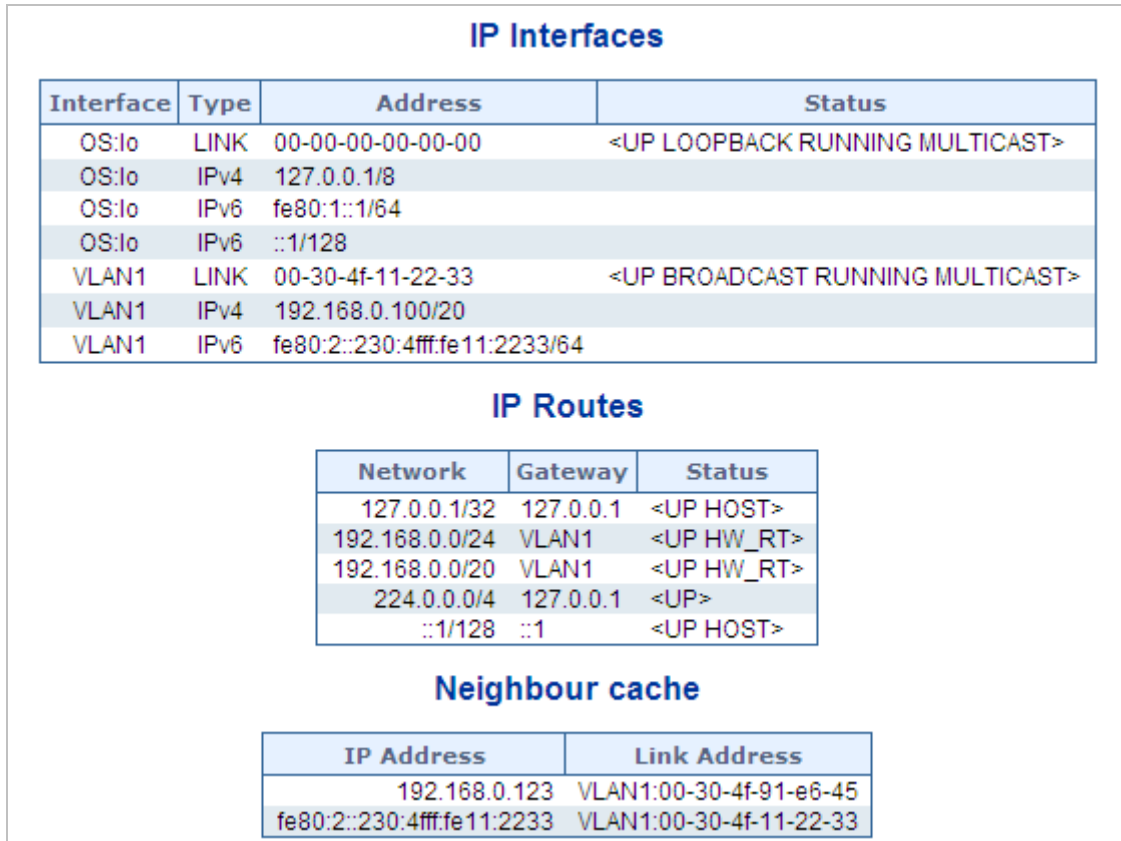 IP Interfaces
Interface Type Address Status
OS:lo LINK 00-00-00-00-00-00 <UP LOOPBACK RUNNING MULTICAST>
OS:lo IPv4 127.0.0.1/8
OS:lo IPv6 fe80:1::1/64
OS:lo IPv6 ::1/128
VLAN1 LINK 00-30-4f-11-22-33 <UP BROADCAST RUNNING MULTICAST>
VLAN1 IPv4 192.168.0.100/20
VLAN1 IPv6 fe80:2::230:4fff:fe11:2233/64
IP Routes
Network Gateway Status
127.0.0.1/32 127.0.0.1 <UP HOST>
192.168.0.0/24 VLAN1 <UP HW_RT>
192.168.0.0/20 VLAN1 <UP HW_RT>
224.0.0.0/4 127.0.0.1 <UP>
::1/128 ::1 <UP HOST>
Neighbour cache
IP Address Link Address
192.168.0.123 VLAN1:00-30-4f-91-e6-45
fe80:2::230:4fff:fe11:2233 VLAN1:00-30-4f-11-22-33